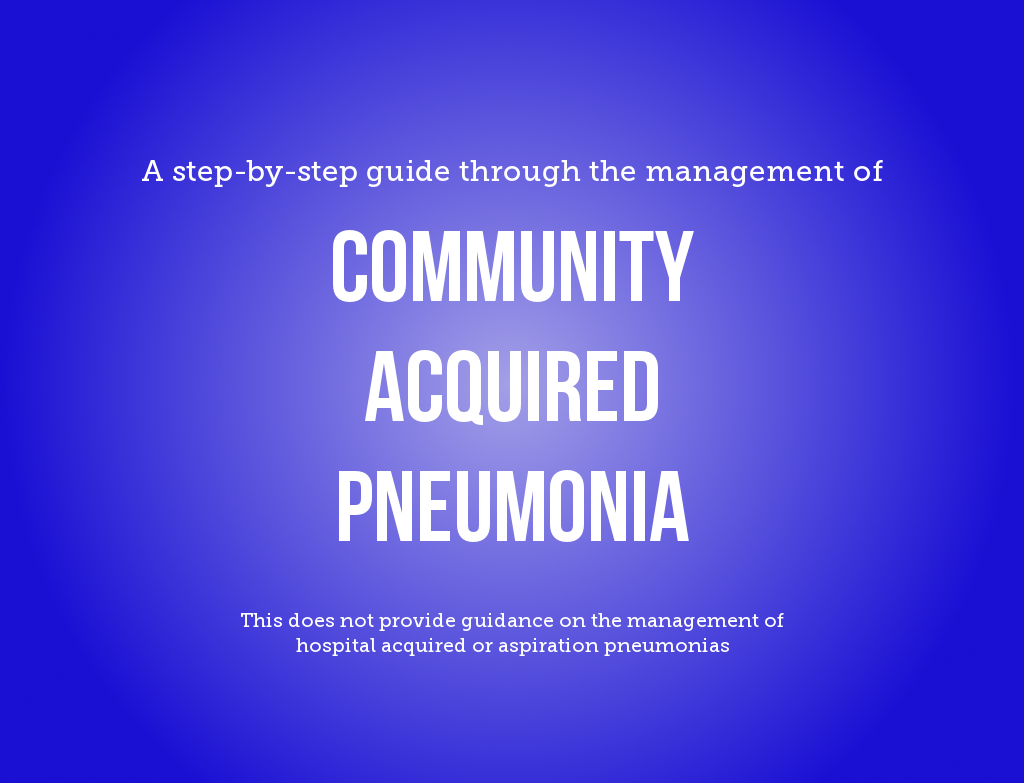 A step-by-step guide through the management of
COMMUNITY
ACQUIRED
PNEUMONIA
This does not provide guidance on the management of
hospital acquired or aspiration pneumonias